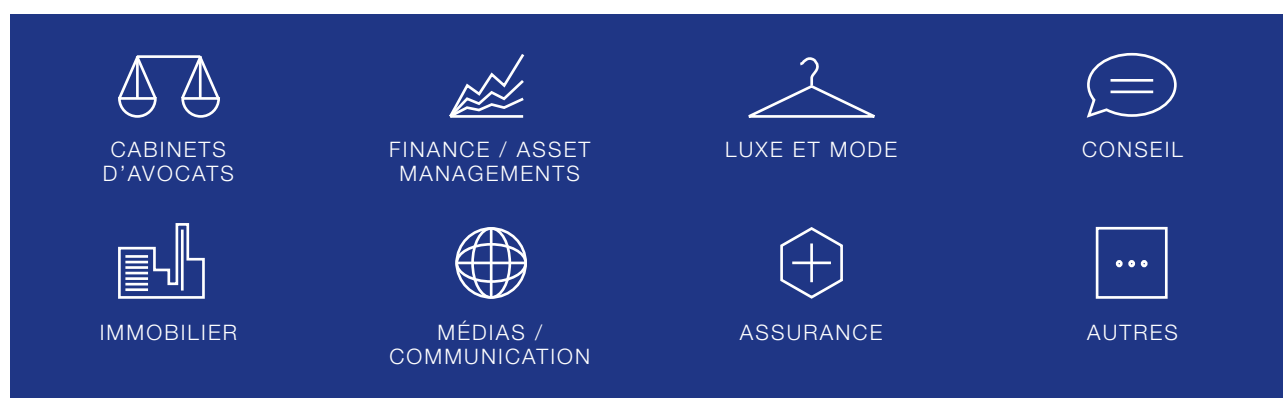 CABINETS
D'AVOCATS
FINANCE / ASSET
MANAGEMENTS
LUXE ET MODE
CONSEIL
IMMOBILIER
MÉDIAS /
COMMUNICATION
ASSURANCE
AUTRES